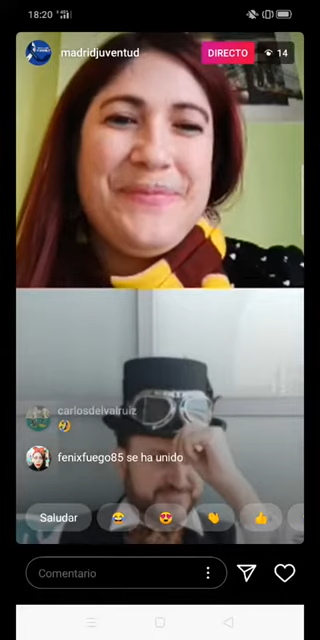 18:20
madridjuventud
DIRECTO
14
carlosdelvalruiz
🤣
fenixfuego85 se ha unido
Saludar
😂 😍 👏 👍
Comentario